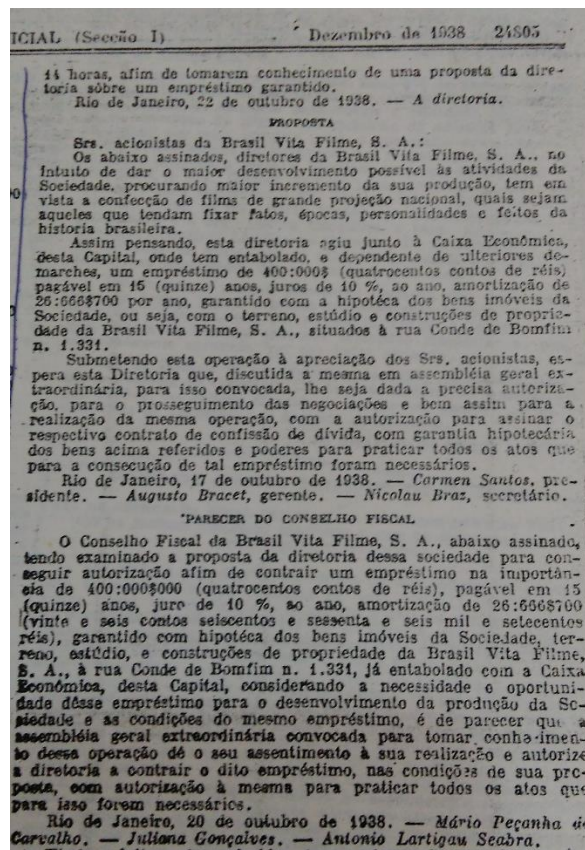 ICIAL (Secção I) Dezembro de 1938 24805
14 horas, afim de tomarem conhecimento de uma proposta da dire-
toria sôbre um empréstimo garantido.
Rio de Janeiro, 22 de outubro de 1938. — A diretoria.
PROPOSTA
Srs. acionistas da Brasil Vita Filme, S. A.:
Os abaixo assinados, diretores da Brasil Vita Filme, S. A., no
intuito de dar o maior desenvolvimento possível às atividades da
Sociedade, procurando maior incremento da sua produção, tem em
vista a confecção de films de grande projeção nacional, quais sejam
aqueles que tendam fixar fatos, épocas, personalidades e feitos da
historia brasileira.
Assim pensando, esta diretoria agiu junto à Caixa Econômica,
desta Capital, onde tem entabolado, e dependente de ulteriores de-
marches, um empréstimo de 400:000$ (quatrocentos contos de réis)
pagável em 15 (quinze) anos, juros de 10 %, ao ano, amortização de
26:666$700 por ano, garantido com a hipotéca dos bens imóveis da
Sociedade, ou seja, com o terreno, estúdio e construções de proprie-
dade da Brasil Vita Filme, S. A., situados à rua Conde de Bomfim
n. 1.331.
Submetendo esta operação à apreciação dos Srs. acionistas, es-
pera esta Diretoria que, discutida a mesma em assembléia geral ex-
traordinária, para isso convocada, lhe seja dada a precisa autoriza-
ção, para o prosseguimento das negociações e bem assim para a
realização da mesma operação, com a autorização para assinar o
respectivo contrato de confissão de dívida, com garantia hipotecária
dos bens acima referidos e poderes para praticar todos os atos que
para a consecução de tal empréstimo foram necessários.
Rio de Janeiro, 17 de outubro de 1938. — Carmen Santos, pre-
sidente. — Augusto Bracet, gerente. — Nicolau Braz, secretário.
PARECER DO CONSELHO FISCAL
O Conselho Fiscal da Brasil Vita Filme, S. A., abaixo assinado,
tendo examinado a proposta da diretoria dessa sociedade para con-
seguir autorização afim de contrair um empréstimo na importân-
cia de 400:000$000 (quatrocentos contos de réis), pagável em 15
(quinze) anos, juro de 10 %, ao ano, amortização de 26:666$700
(vinte e seis contos seiscentos e sessenta e seis mil e setecentos
réis), garantido com hipotéca dos bens imóveis da Sociedade, ter-
reno, estúdio, e construções de propriedade da Brasil Vita Filme,
S. A., à rua Conde de Bomfim n. 1.331, já entabolado com a Caixa
Econômica, desta Capital, considerando a necessidade e oportuni-
dade dêsse empréstimo para o desenvolvimento da produção da So-
ciedade e as condições do mesmo empréstimo, é de parecer que a
assembléia geral extraordinária convocada para tomar conhecimen-
to dessa operação dê o seu assentimento à sua realização e autorize
a diretoria a contrair o dito empréstimo, nas condições de sua pro-
posta, com autorização à mesma para praticar todos os atos que
para isso forem necessários.
Rio de Janeiro, 20 de outubro de 1938. — Mário Peçanha de
Carvalho. — Juliana Gonçalves. — Antonio Lartigau Seabra.